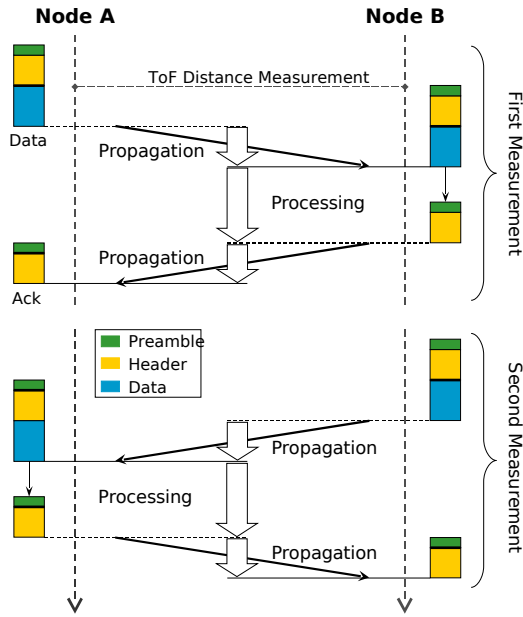 Node A
Node B
ToF Distance Measurement
Data
Propagation
Processing
Propagation
Ack
First Measurement
Preamble
Header
Data
Propagation
Processing
Propagation
Second Measurement